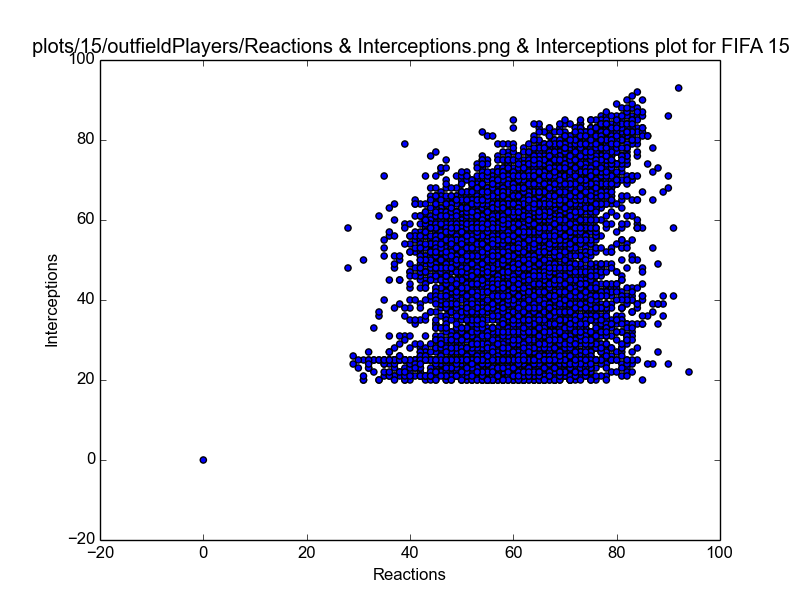 plots/15/outfieldPlayers/Reactions & Interceptions.png & Interceptions plot for FIFA 15
100
80
60
40
20
0
−20
−20 0 20 40 60 80 100
Interceptions
Reactions